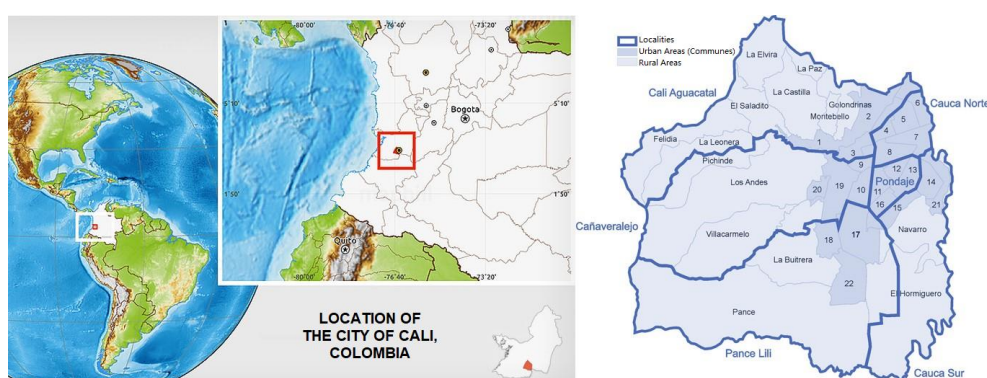 -80°00'
-76°40'
-73°20'
5°10'
5°10'
Bogota
1°50'
1°50'
Quito
-80°00'
-76°40'
-73°20'
LOCATION OF
THE CITY OF CALI,
COLOMBIA
Localities
Urban Areas (Communes)
Rural Areas
La Elvira
La Paz
Cali Aguacatal
La Castilla
El Saladito
Golondrinas
6
Cauca Norte
Montebello
2
4
5
Felidia
La Leonera
1
7
3
8
Pichinde
9
12
13
Los Andes
Pondaje
14
20
19
10
11
16
15
21
Cañaveralejo
Villacarmelo
18
17
Navarro
La Buitrera
22
El Hormiguero
Pance
Pance Lili
Cauca Sur